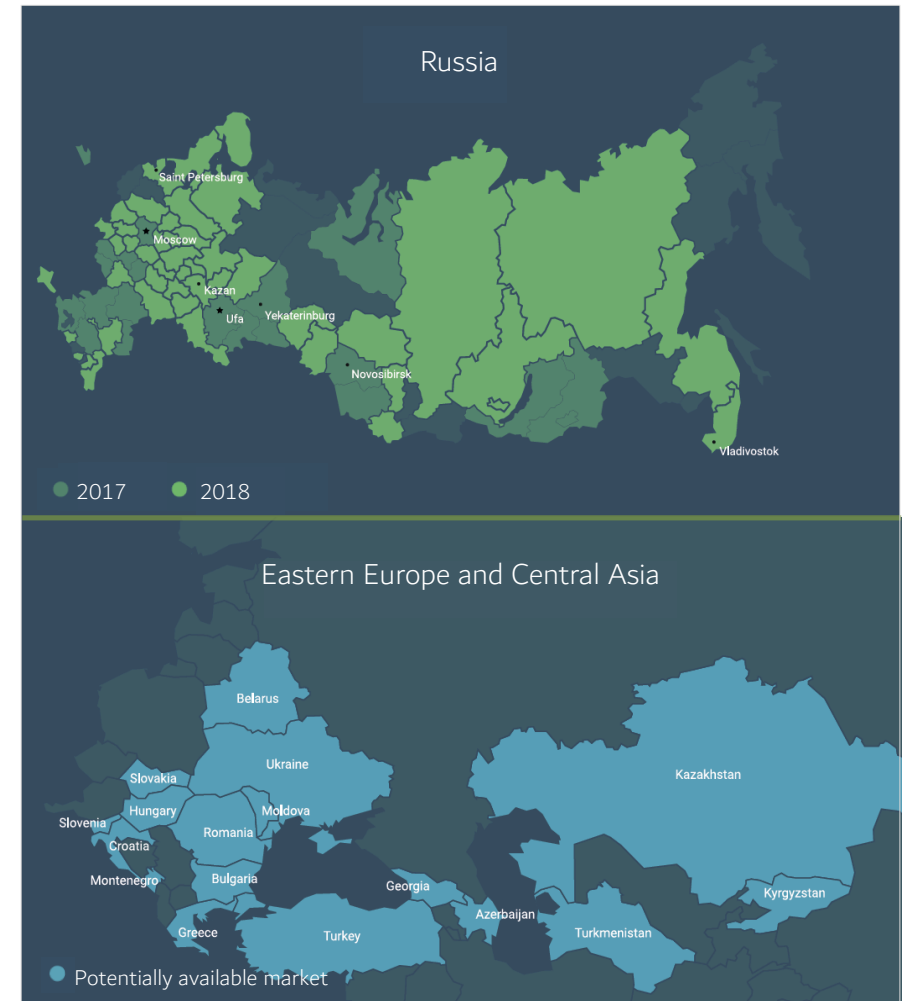 Russia
Saint Petersburg
Moscow
Kazan
Ufa
Yekaterinburg
Novosibirsk
Vladivostok
2017
2018
Eastern Europe and Central Asia
Belarus
Ukraine
Kazakhstan
Slovakia
Hungary
Moldova
Slovenia
Romania
Croatia
Montenegro
Bulgaria
Georgia
Kyrgyzstan
Azerbaijan
Greece
Turkey
Turkmenistan
Potentially available market